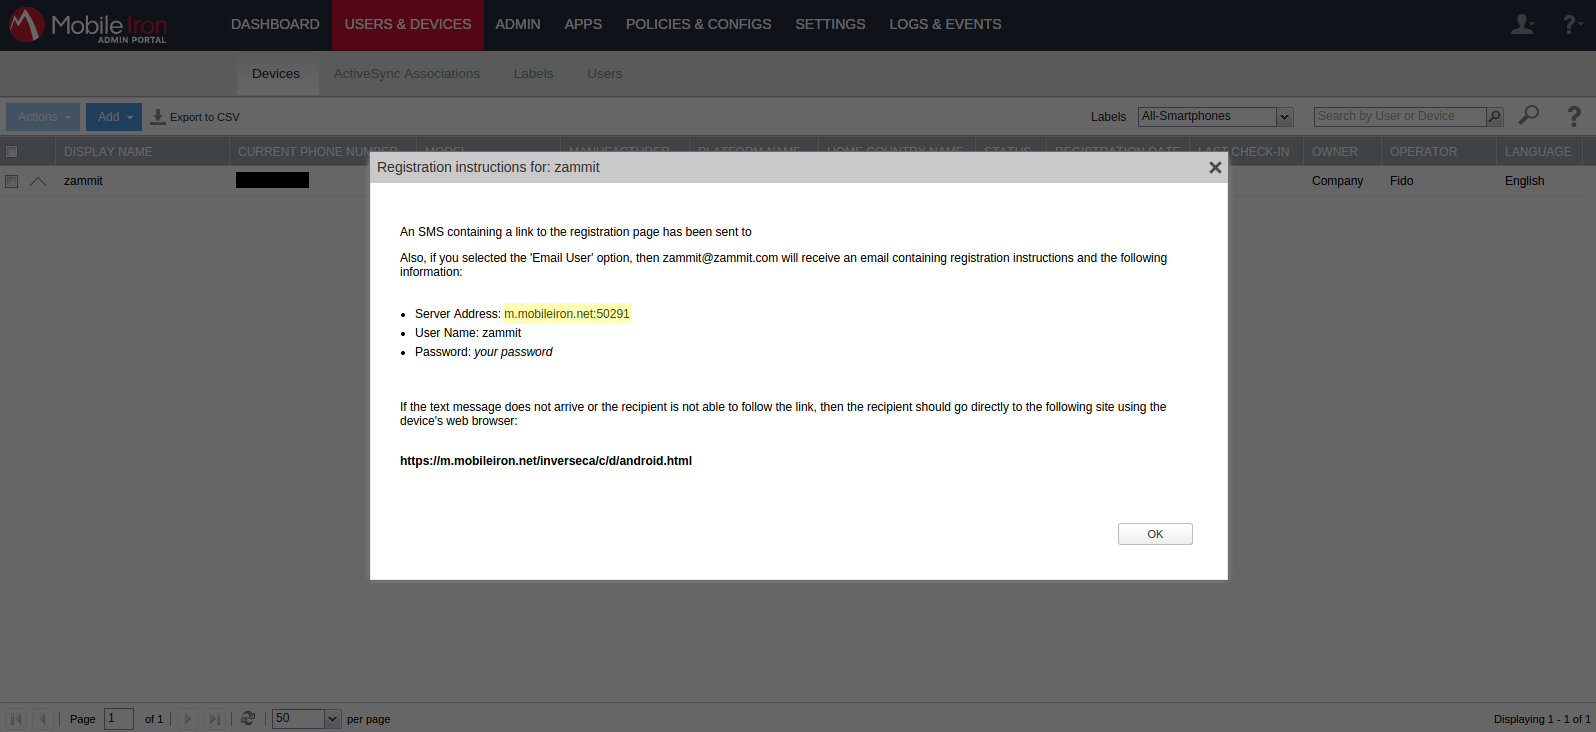 MobileIron
ADMIN PORTAL
DASHBOARD USERS & DEVICES ADMIN APPS POLICIES & CONFIGS SETTINGS LOGS & EVENTS
Devices ActiveSync Associations Labels Users
Actions Add Export to CSV Labels All-Smartphones Search by User or Device
DISPLAY NAME CURRENT PHONE NUMBER MODEL MANUFACTURER PLATFORM NAME HOME COUNTRY NAME STATUS REGISTRATION DATE LAST CHECK-IN OWNER OPERATOR LANGUAGE
zammit Company Fido English
Registration instructions for: zammit
An SMS containing a link to the registration page has been sent to
Also, if you selected the 'Email User' option, then zammit@zammit.com will receive an email containing registration instructions and the following
information:
• Server Address: m.mobileiron.net:50291
• User Name: zammit
• Password: your password
If the text message does not arrive or the recipient is not able to follow the link, then the recipient should go directly to the following site using the
device's web browser:
https://m.mobileiron.net/inverseca/c/d/android.html
OK
Page 1 of 1 50 per page Displaying 1 - 1 of 1